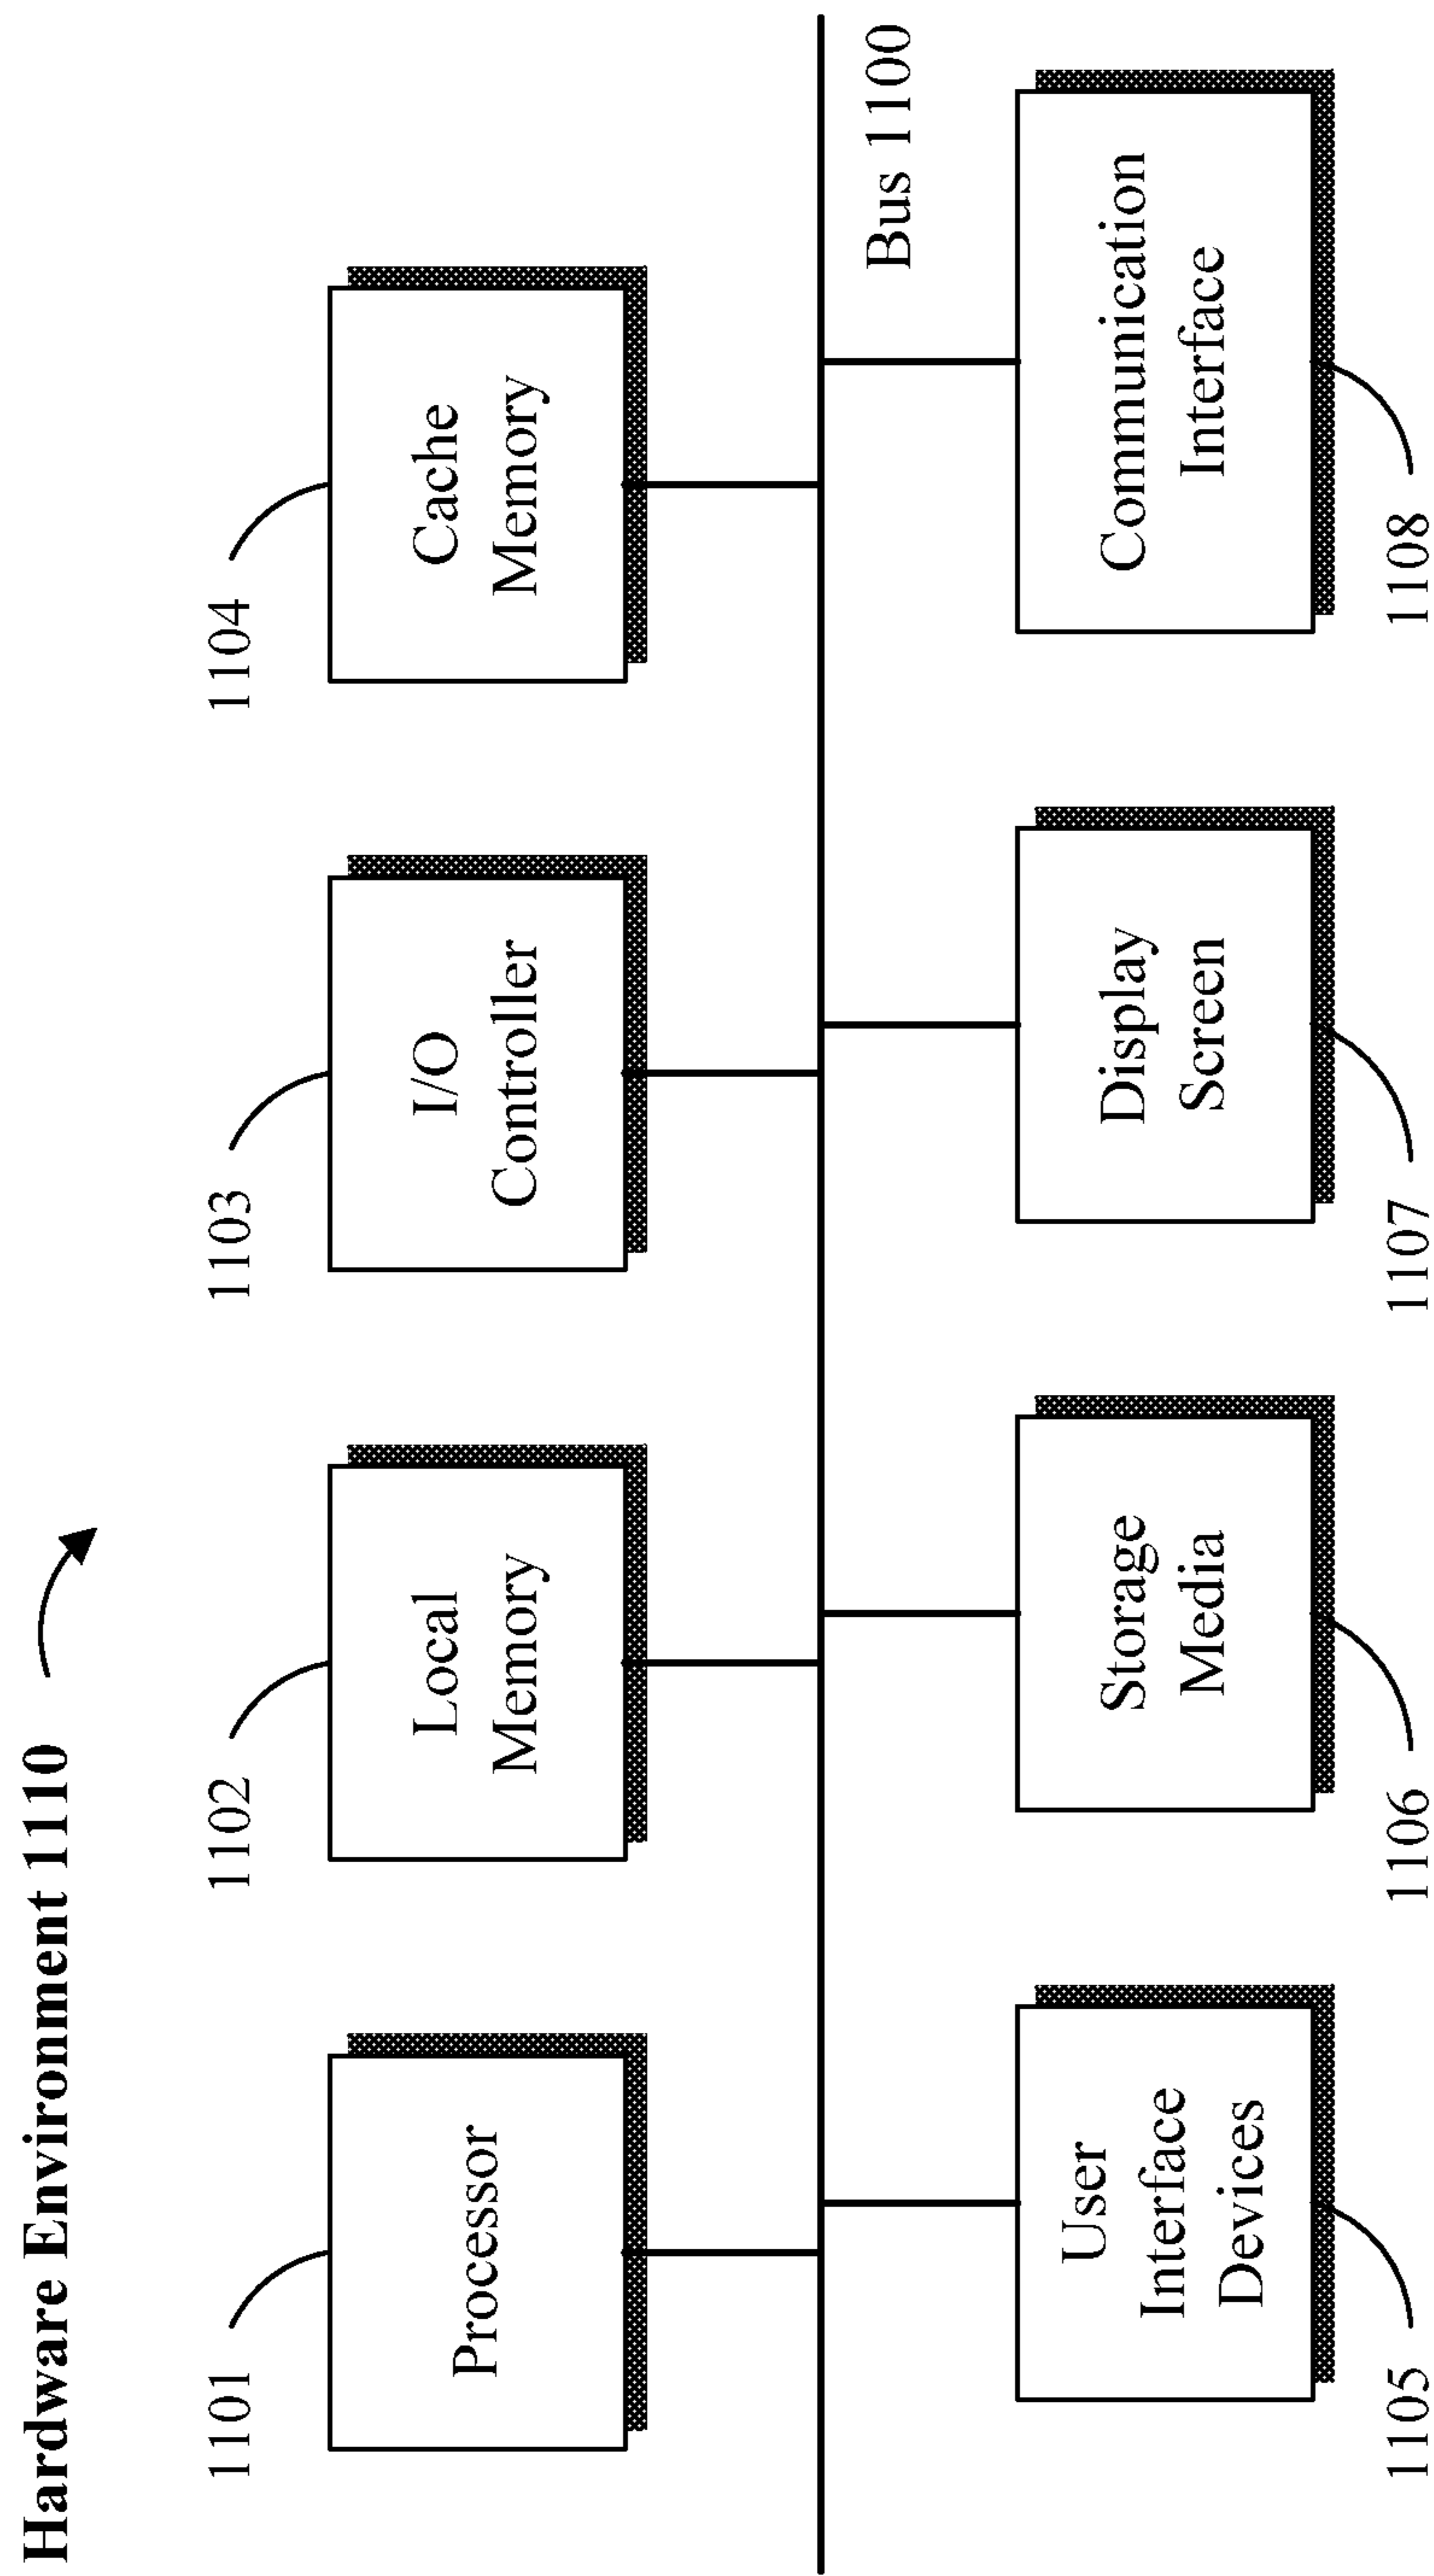 Hardware Environment 1110
1101
1102
1103
1104
Processor
Local
Memory
I/O
Controller
Cache
Memory
Bus 1100
User
Interface
Devices
Storage
Media
Display
Screen
Communication
Interface
1105
1106
1107
1108